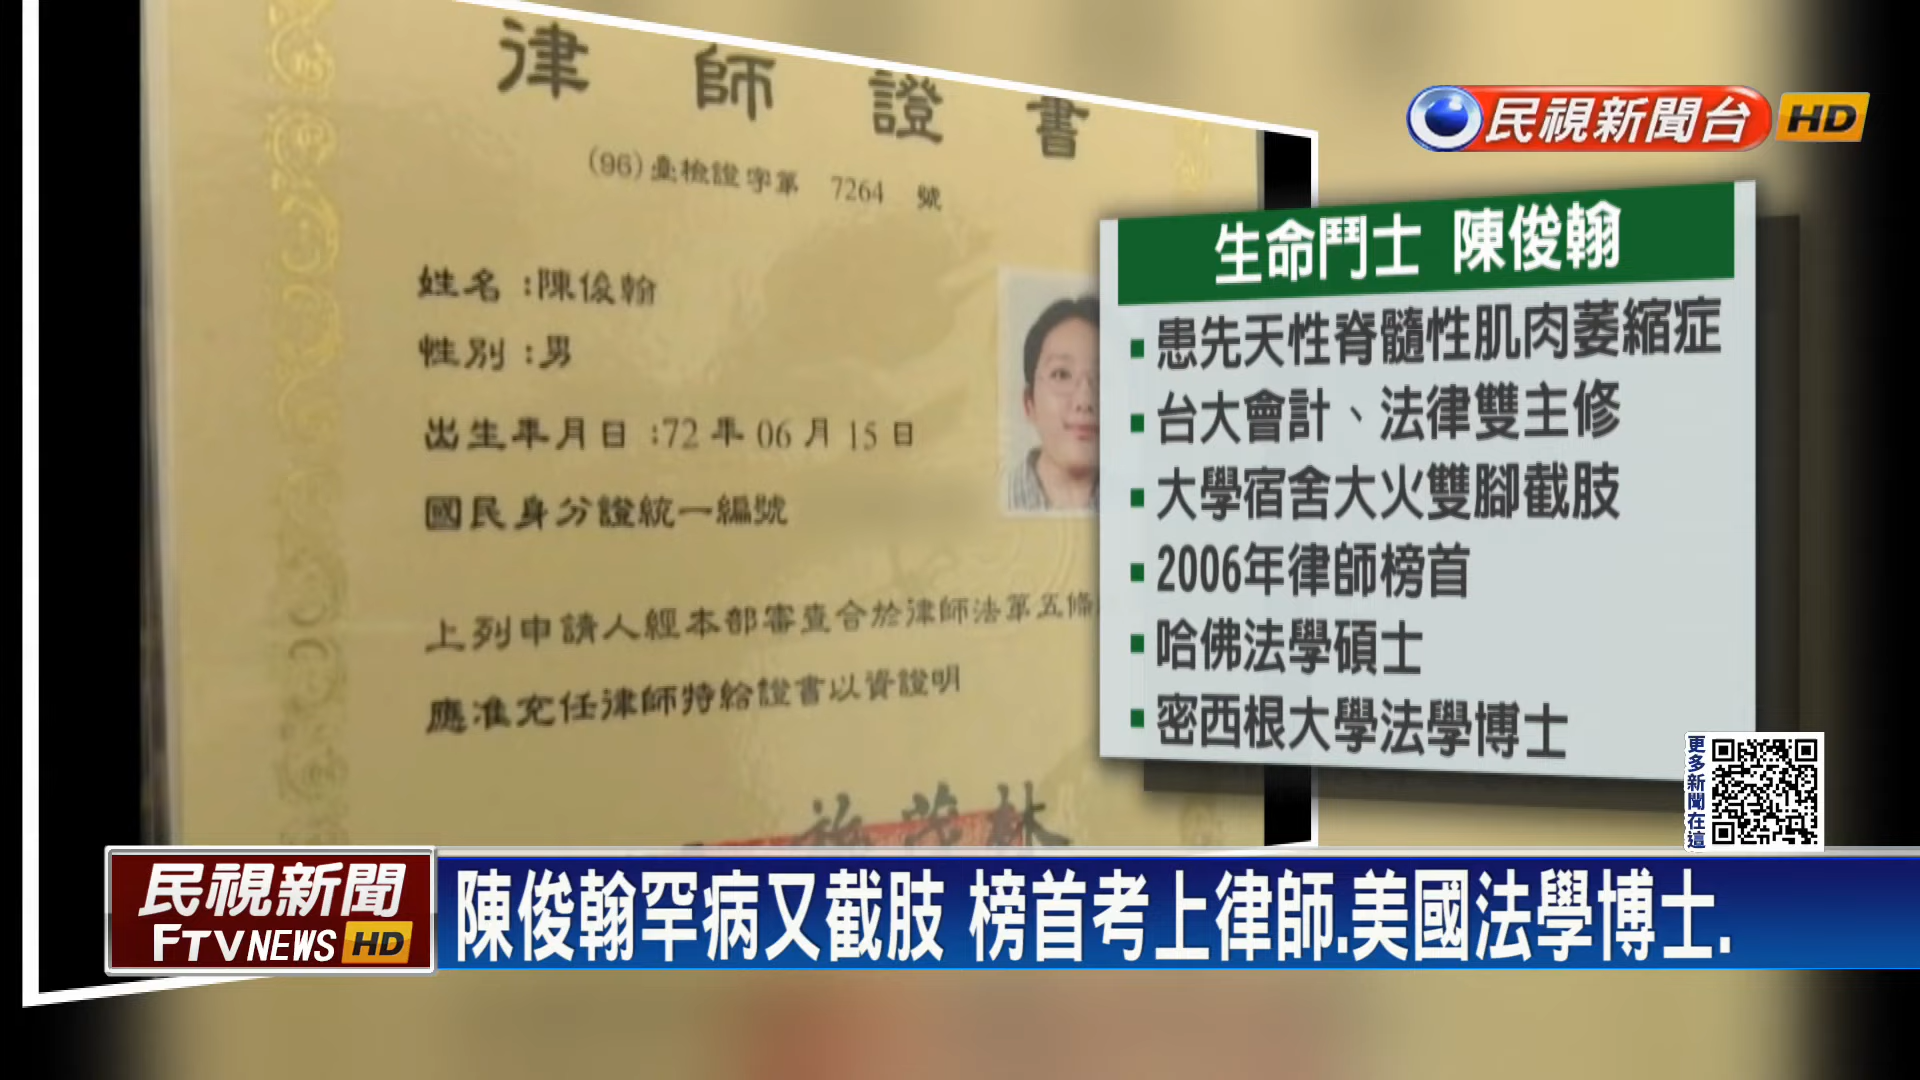 律師證書
(96)臺檢證字第 7264 號
姓名:陳俊翰
性別:男
出生年月日:72年06月15日
國民身分證統一編號
上列申請人經本部審查合於律師法第五條
應准充任律師特給證書以資證明
施茂林
民視新聞台 HD
生命鬥士 陳俊翰
▪患先天性脊髓性肌肉萎縮症
▪台大會計、法律雙主修
▪大學宿舍大火雙腳截肢
▪2006年律師榜首
▪哈佛法學碩士
▪密西根大學法學博士
更多新聞在這
民視新聞
FTVNEWS HD
陳俊翰罕病又截肢 榜首考上律師.美國法學博士.